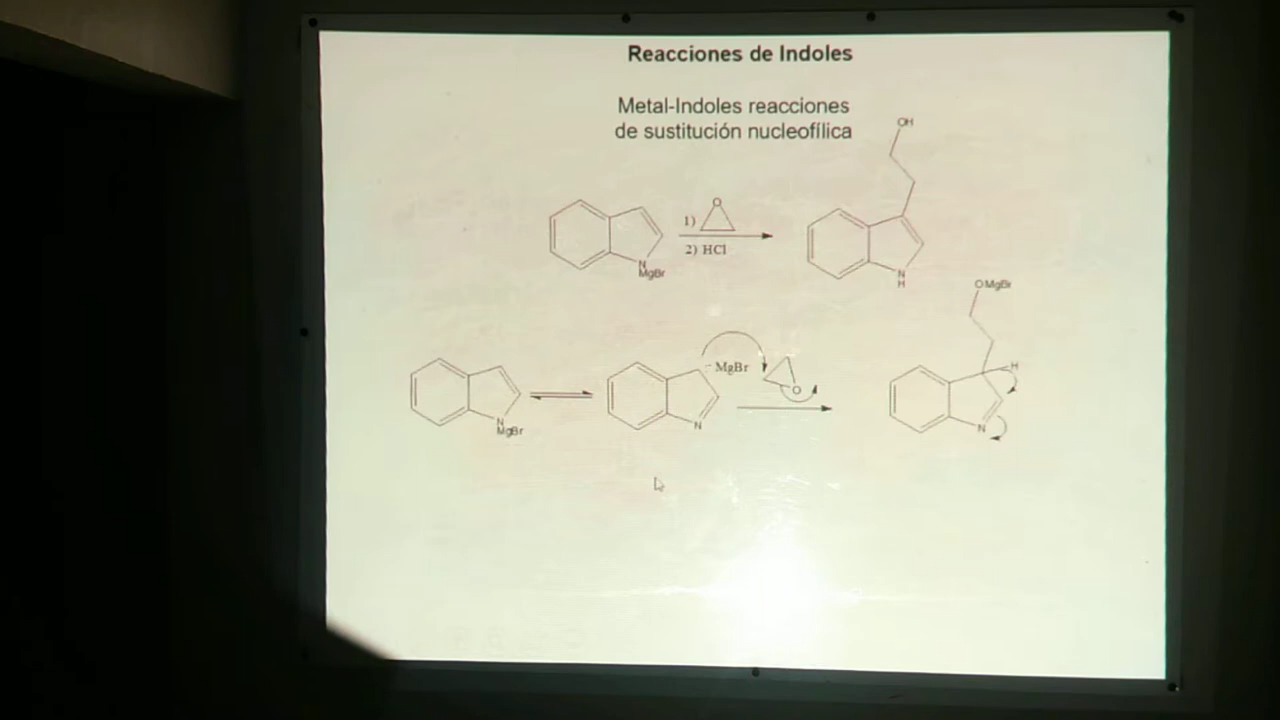 Reacciones de Indoles
Metal-Indoles reacciones
de sustitución nucleofílica
OH
O
1)
2) HCl
N
MgBr
N
H
OMgBr
MgBr
O
H
N
MgBr
N
N